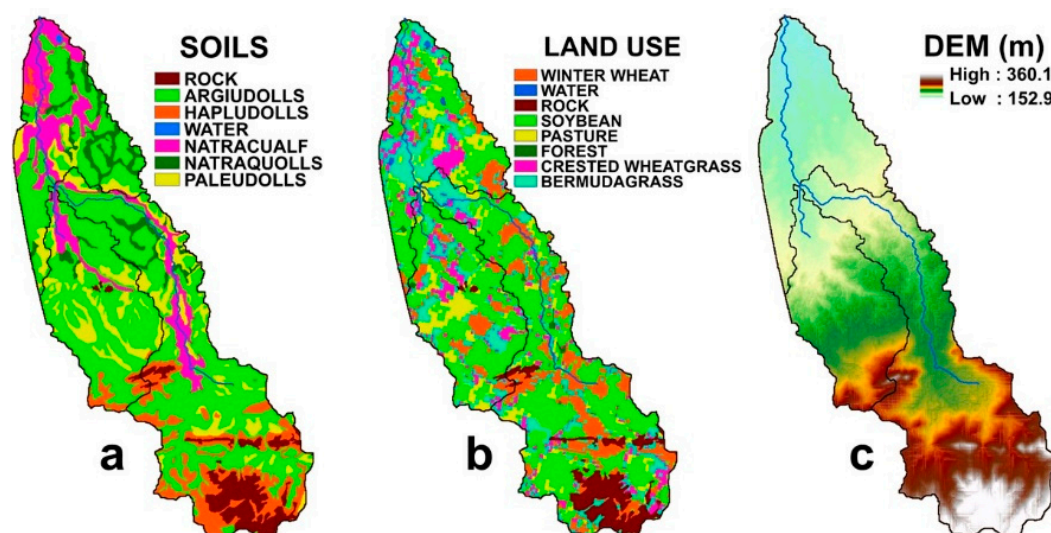 SOILS
ROCK
ARGIUDOLLS
HAPLUDOLLS
WATER
NATRACUALF
NATRAQUOLLS
PALEUDOLLS
a
LAND USE
WINTER WHEAT
WATER
ROCK
SOYBEAN
PASTURE
FOREST
CRESTED WHEATGRASS
BERMUDAGRASS
b
DEM (m)
High : 360.1
Low : 152.9
c